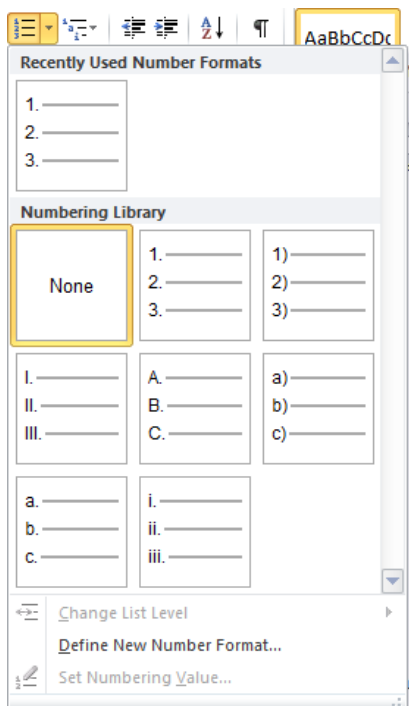 AaBbCcDc
Recently Used Number Formats
1.
2.
3.
Numbering Library
None
1.
2.
3.
1)
2)
3)
I.
II.
III.
A.
B.
C.
a)
b)
c)
a.
b.
c.
i.
ii.
iii.
Change List Level
Define New Number Format...
Set Numbering Value...